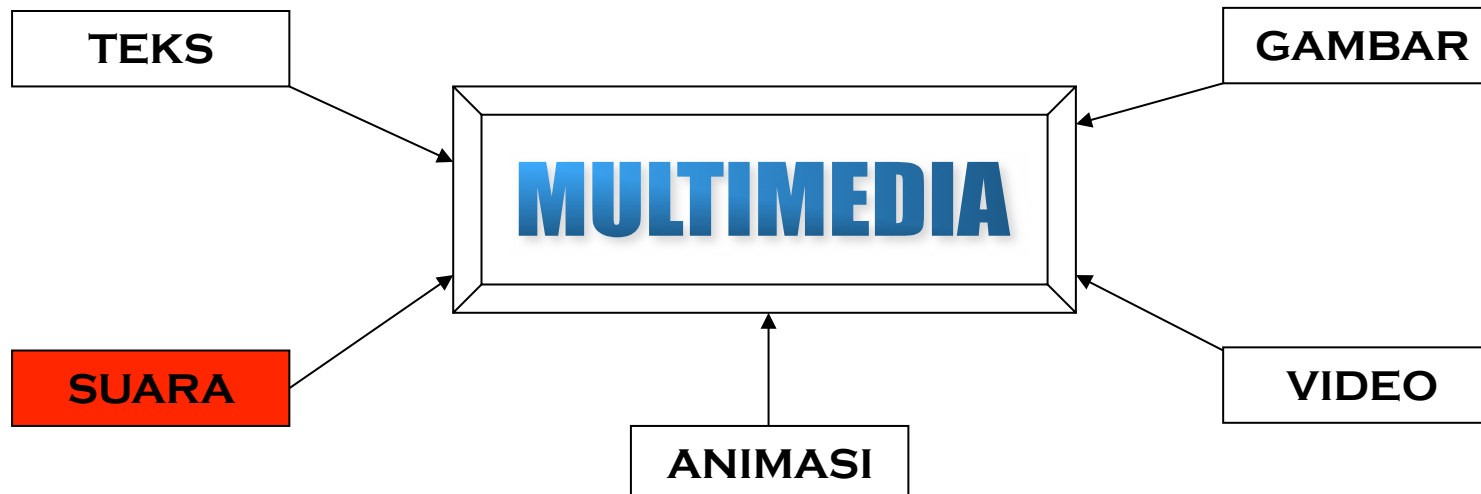 TEKS
GAMBAR
MULTIMEDIA
SUARA
VIDEO
ANIMASI